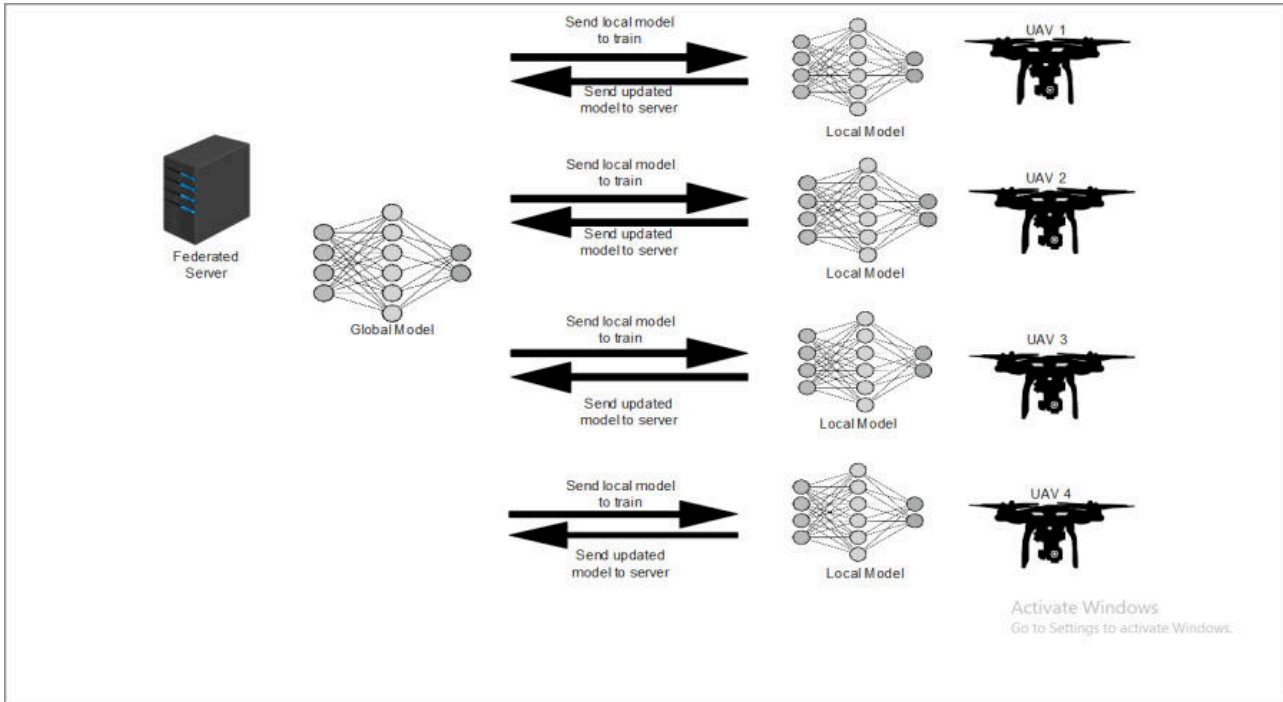 Send local model
to train
UAV 1
Send updated
model to server
Local Model
Send local model
to train
UAV 2
Send updated
model to server
Local Model
Federated
Server
Global Model
Send local model
to train
UAV 3
Send updated
model to server
Local Model
Send local model
to train
UAV 4
Send updated
model to server
Local Model
Activate Windows
Go to Settings to activate Windows.